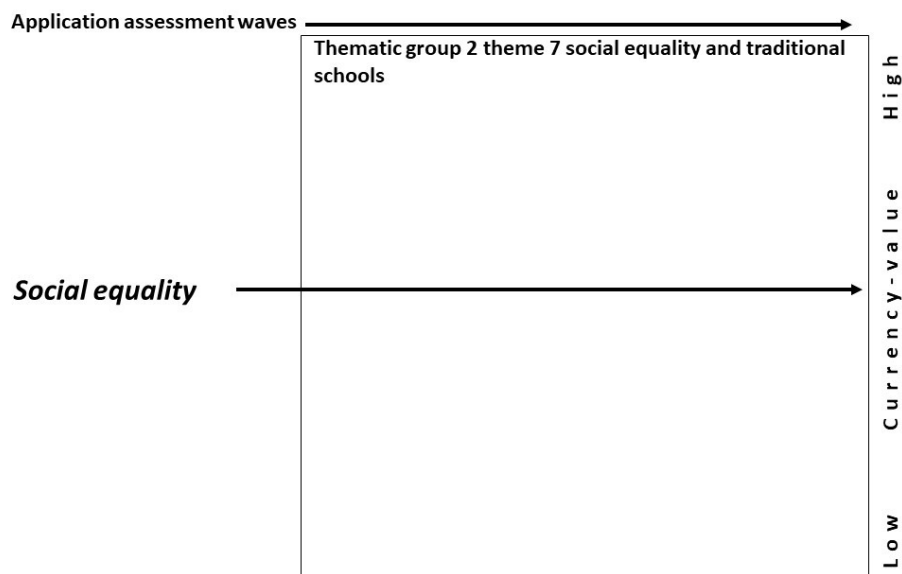 Application assessment waves
Thematic group 2 theme 7 social equality and traditional
schools
Social equality
High
Currency-value
Low